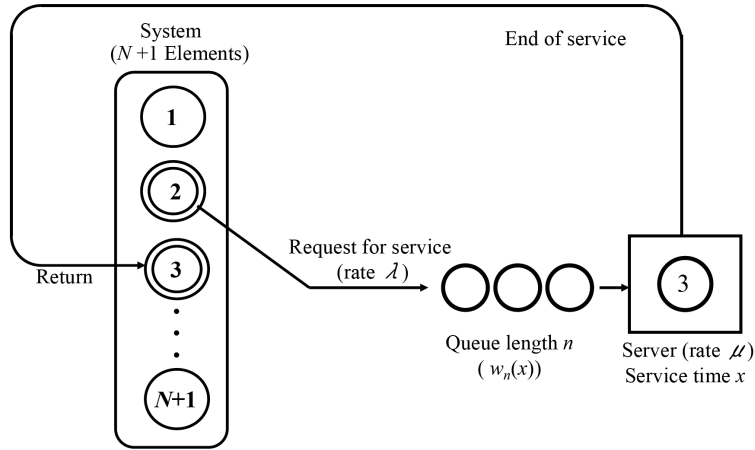 System
(N +1 Elements)
End of service
1
2
3
N+1
Return
Request for service
(rate λ)
3
Queue length n
( wn(x))
Server (rate μ)
Service time x